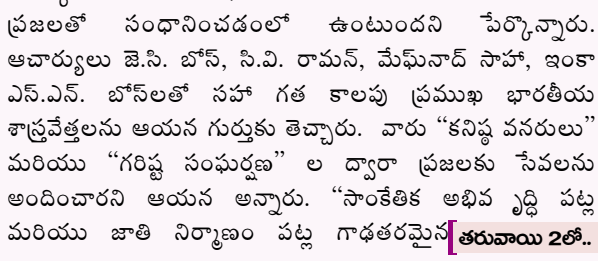 ప్రజలతో సంధానించడంలో ఉంటుందని పేర్కొన్నారు.
ఆచార్యులు జె.సి. బోస్, సి.వి. రామన్, మేఘ్‌నాద్ సాహా, ఇంకా
ఎస్.ఎన్. బోస్‌లతో సహా గత కాలపు ప్రముఖ భారతీయ
శాస్త్రవేత్తలను ఆయన గుర్తుకు తెచ్చారు. వారు “కనిష్ఠ వనరులు”
మరియు “గరిష్ట సంఘర్షణ” ల ద్వారా ప్రజలకు సేవలను
అందించారని ఆయన అన్నారు. “సాంకేతిక అభివ ృద్ధి పట్ల
మరియు జాతి నిర్మాణం పట్ల గాఢతరమైన తరువాయి 2లో..